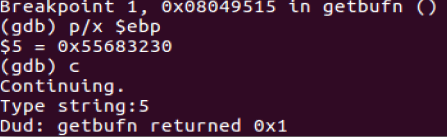 Breakpoint 1, 0x08049515 in getbufn ()
(gdb) p/x $ebp
$5 = 0x55683230
(gdb) c
Continuing.
Type string:5
Dud: getbufn returned 0x1